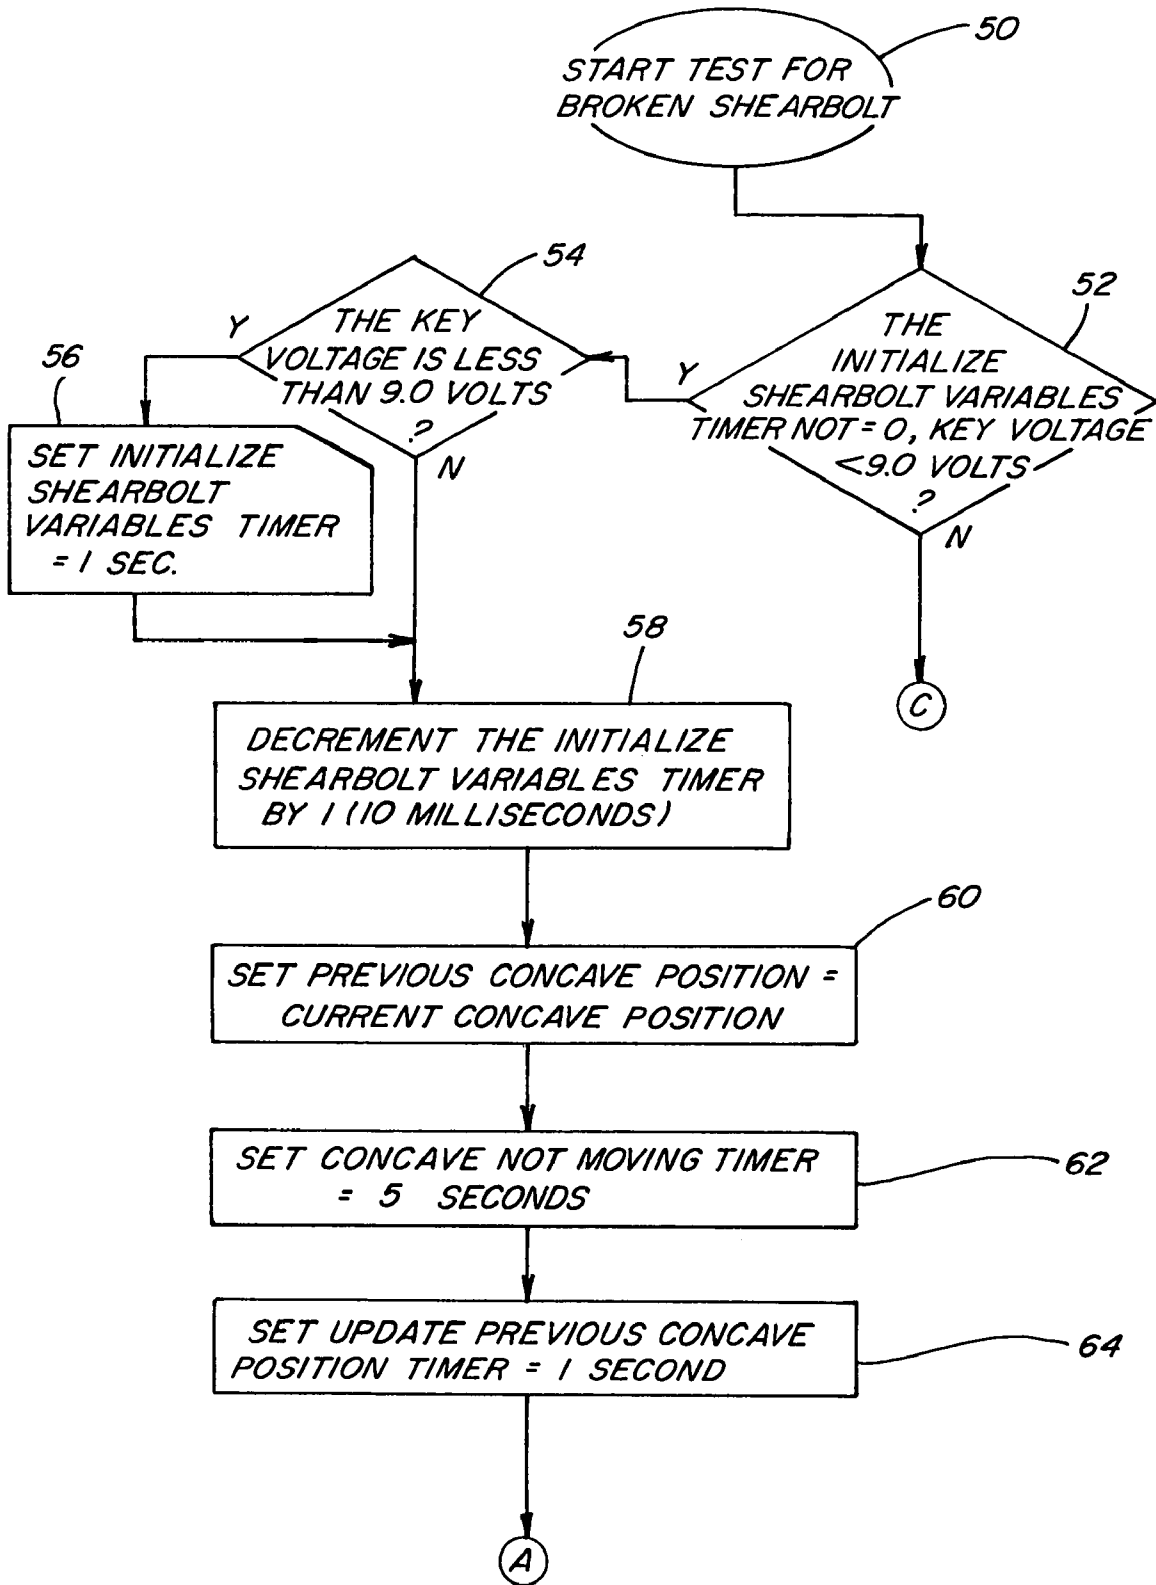 50
START TEST FOR
BROKEN SHEARBOLT
54
52
Y
THE KEY
VOLTAGE IS LESS
THAN 9.0 VOLTS
?
N
Y
THE
INITIALIZE
SHEARBOLT VARIABLES
TIMER NOT = 0, KEY VOLTAGE
<9.0 VOLTS
?
N
56
SET INITIALIZE
SHEARBOLT
VARIABLES TIMER
= 1 SEC.
58
C
DECREMENT THE INITIALIZE
SHEARBOLT VARIABLES TIMER
BY 1 (10 MILLISECONDS)
60
SET PREVIOUS CONCAVE POSITION =
CURRENT CONCAVE POSITION
SET CONCAVE NOT MOVING TIMER
= 5 SECONDS
62
SET UPDATE PREVIOUS CONCAVE
POSITION TIMER = 1 SECOND
64
A